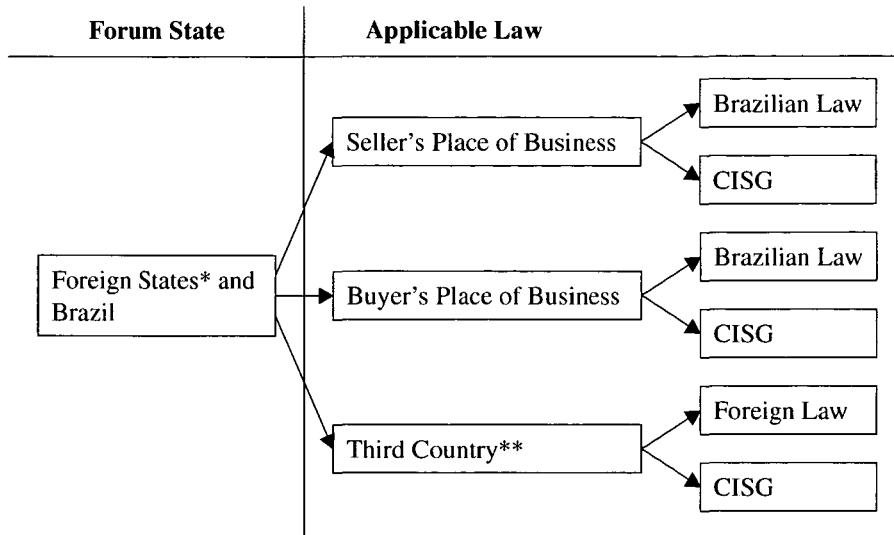 Forum State
Applicable Law
Brazilian Law
Seller's Place of Business
CISG
Foreign States* and
Brazil
Brazilian Law
Buyer's Place of Business
CISG
Foreign Law
Third Country**
CISG